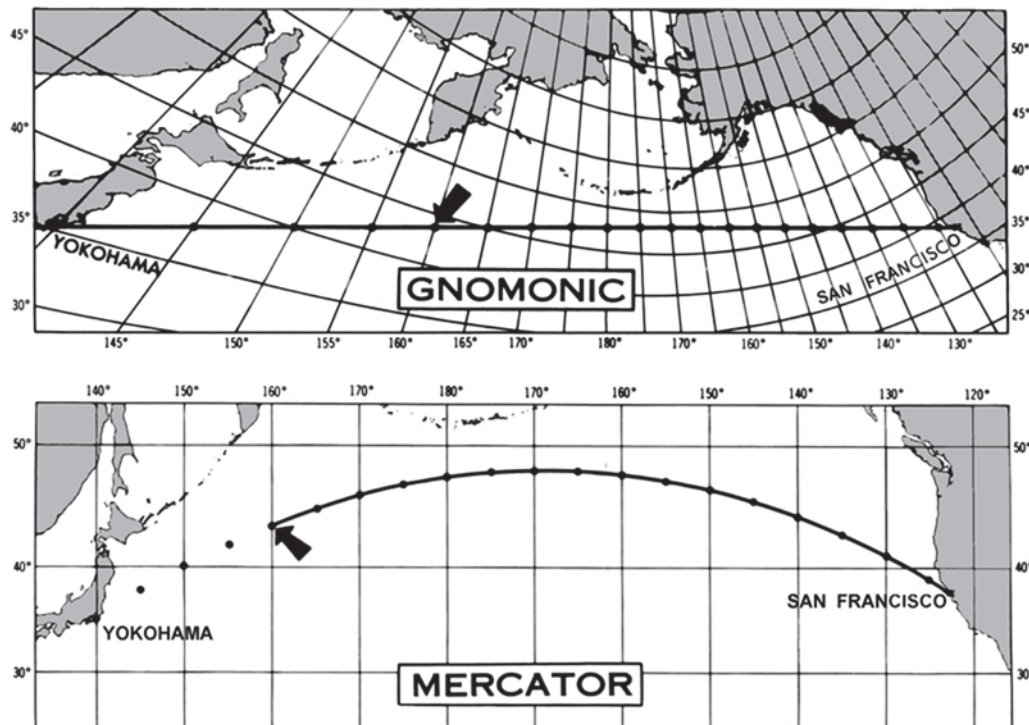 45° 50°
45°
40° 40°
35° 35°
YOKOHAMA SAN FRANCISCO
30°
GNOMONIC
30° 25°
145° 150° 155° 160° 165° 170° 180° 170° 160° 150° 140° 130°
140° 150° 160° 170° 180° 170° 160° 150° 140° 130° 120°
50° 50°
40° 40°
SAN FRANCISCO
YOKOHAMA
30° 30°
MERCATOR